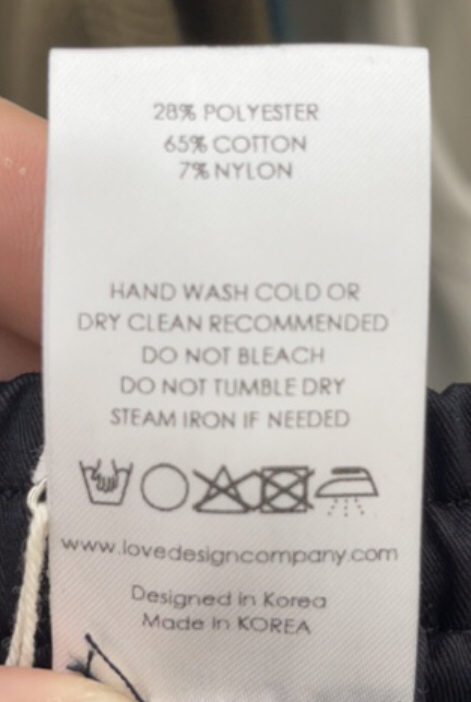 28% POLYESTER
65% COTTON
7% NYLON
HAND WASH COLD OR
DRY CLEAN RECOMMENDED
DO NOT BLEACH
DO NOT TUMBLE DRY
STEAM IRON IF NEEDED
www.lovedesigncompany.com
Designed in Korea
Made in KOREA